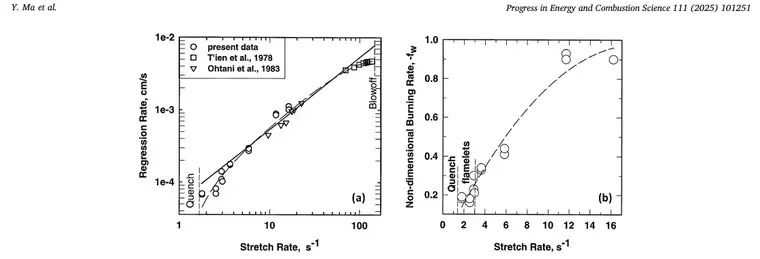 Y. Ma et al.
Progress in Energy and Combustion Science 111 (2025) 101251
1e-2
1e-3
1e-4
Regression Rate, cm/s
present data
T'ien et al., 1978
Ohtani et al., 1983
Quench
Blowoff
(a)
1 10 100
Stretch Rate, s-1
1.0
0.8
0.6
0.4
0.2
Non-dimensional Burning Rate, -fw
Quench
flamelets
(b)
0 2 4 6 8 10 12 14 16
Stretch Rate, s-1